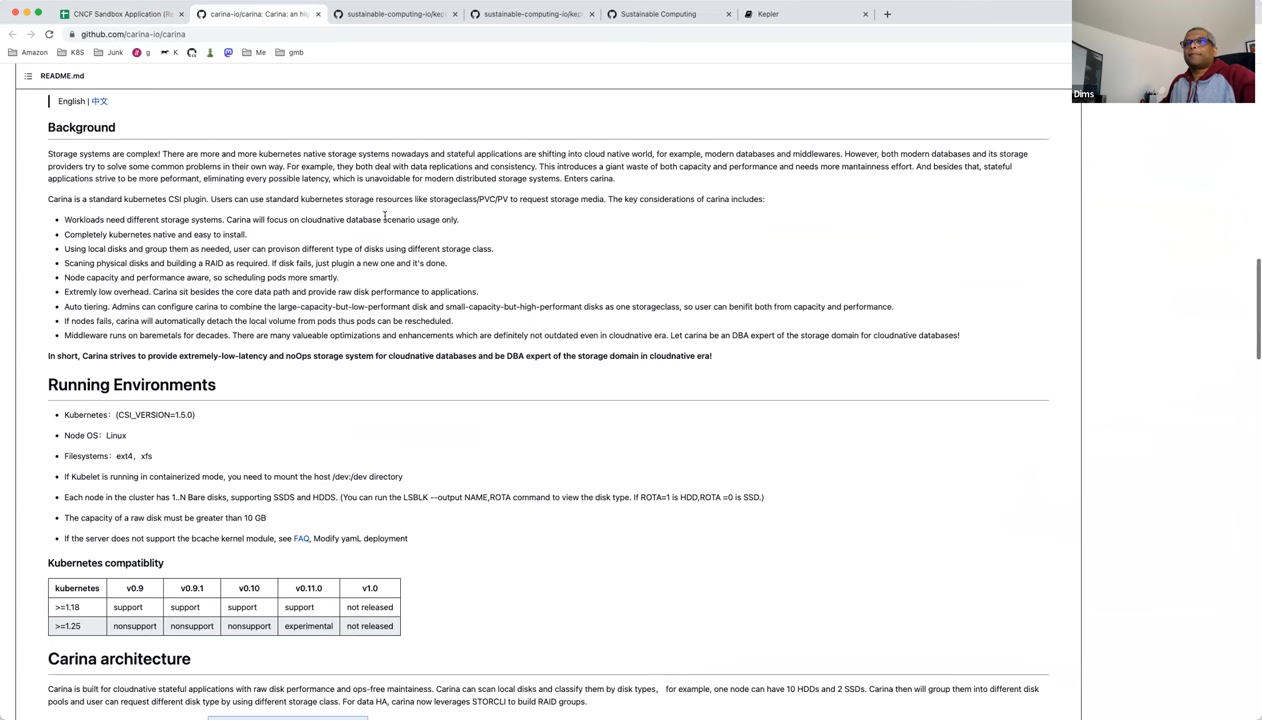 CNCF Sandbox Application (R
carina-io/carina: Carina: an hi
sustainable-computing-io/kep
sustainable-computing-io/kep
Sustainable Computing
Kepler
github.com/carina-io/carina
Amazon
K8S
Junk
g
K
Me
gmb
Dims
README.md
English | 中文
Background
Storage systems are complex! There are more and more kubernetes native storage systems nowadays and stateful applications are shifting into cloud native world, for example, modern databases and middlewares. However, both modern databases and its storage
providers try to solve some common problems in their own way. For example, they both deal with data replications and consistency. This introduces a giant waste of both capacity and performance and needs more mantainness effort. And besides that, stateful
applications strive to be more peformant, eliminating every possible latency, which is unavoidable for modern distributed storage systems. Enters carina.
Carina is a standard kubernetes CSI plugin. Users can use standard kubernetes storage resources like storageclass/PVC/PV to request storage media. The key considerations of carina includes:
• Workloads need different storage systems. Carina will focus on cloudnative database scenario usage only.
• Completely kubernetes native and easy to install.
• Using local disks and group them as needed, user can provison different type of disks using different storage class.
• Scaning physical disks and building a RAID as required. If disk fails, just plugin a new one and it's done.
• Node capacity and performance aware, so scheduling pods more smartly.
• Extremly low overhead. Carina sit besides the core data path and provide raw disk performance to applications.
• Auto tiering. Admins can configure carina to combine the large-capacity-but-low-performant disk and small-capacity-but-high-performant disks as one storageclass, so user can benifit both from capacity and performance.
• If nodes fails, carina will automatically detach the local volume from pods thus pods can be rescheduled.
• Middleware runs on baremetals for decades. There are many valueable optimizations and enhancements which are definitely not outdated even in cloudnative era. Let carina be an DBA expert of the storage domain for cloudnative databases!
In short, Carina strives to provide extremely-low-latency and noOps storage system for cloudnative databases and be DBA expert of the storage domain in cloudnative era!
Running Environments
• Kubernetes：(CSI_VERSION=1.5.0)
• Node OS：Linux
• Filesystems：ext4，xfs
• If Kubelet is running in containerized mode, you need to mount the host /dev:/dev directory
• Each node in the cluster has 1..N Bare disks, supporting SSDS and HDDS. (You can run the LSBLK --output NAME,ROTA command to view the disk type. If ROTA=1 is HDD,ROTA =0 is SSD.)
• The capacity of a raw disk must be greater than 10 GB
• If the server does not support the bcache kernel module, see FAQ, Modify yamL deployment
Kubernetes compatiblity
kubernetes v0.9 v0.9.1 v0.10 v0.11.0 v1.0
>=1.18 support support support support not released
>=1.25 nonsupport nonsupport nonsupport experimental not released
Carina architecture
Carina is built for cloudnative stateful applications with raw disk performance and ops-free maintainess. Carina can scan local disks and classify them by disk types， for example, one node can have 10 HDDs and 2 SSDs. Carina then will group them into different disk
pools and user can request different disk type by using different storage class. For data HA, carina now leverages STORCLI to build RAID groups.